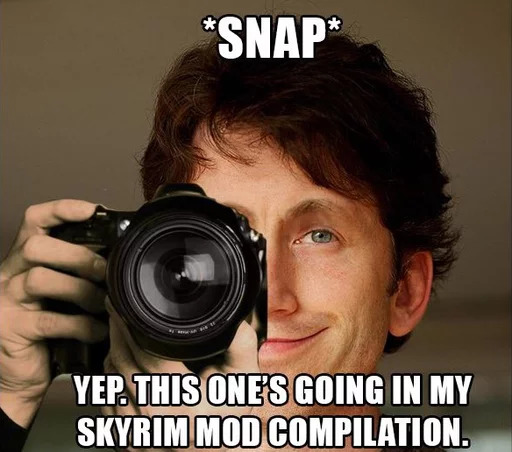 *SNAP*
YEP. THIS ONE'S GOING IN MY
SKYRIM MOD COMPILATION.